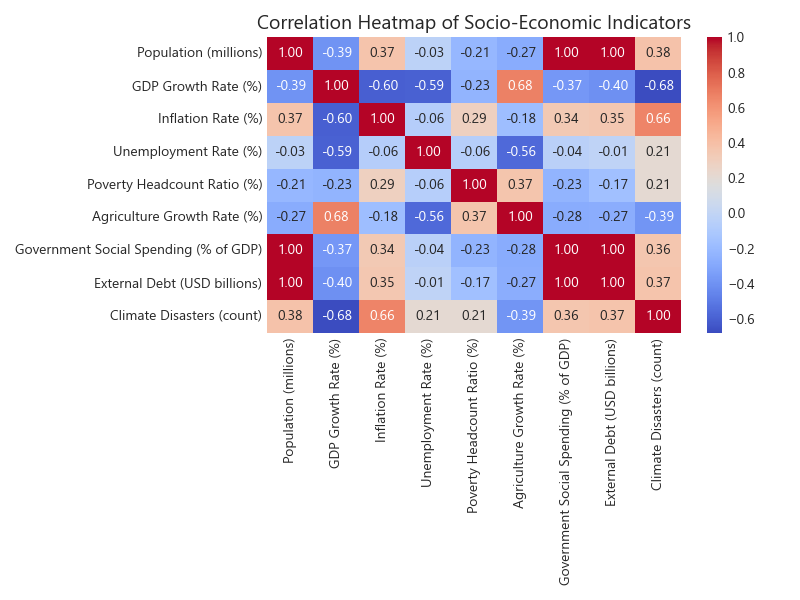 Correlation Heatmap of Socio-Economic Indicators
Population (millions) 1.00 -0.39 0.37 -0.03 -0.21 -0.27 1.00 1.00 0.38
GDP Growth Rate (%) -0.39 1.00 -0.60 -0.59 -0.23 0.68 -0.37 -0.40 -0.68
Inflation Rate (%) 0.37 -0.60 1.00 -0.06 0.29 -0.18 0.34 0.35 0.66
Unemployment Rate (%) -0.03 -0.59 -0.06 1.00 -0.06 -0.56 -0.04 -0.01 0.21
Poverty Headcount Ratio (%) -0.21 -0.23 0.29 -0.06 1.00 0.37 -0.23 -0.17 0.21
Agriculture Growth Rate (%) -0.27 0.68 -0.18 -0.56 0.37 1.00 -0.28 -0.27 -0.39
Government Social Spending (% of GDP) 1.00 -0.37 0.34 -0.04 -0.23 -0.28 1.00 1.00 0.36
External Debt (USD billions) 1.00 -0.40 0.35 -0.01 -0.17 -0.27 1.00 1.00 0.37
Climate Disasters (count) 0.38 -0.68 0.66 0.21 0.21 -0.39 0.36 0.37 1.00
Population (millions)
GDP Growth Rate (%)
Inflation Rate (%)
Unemployment Rate (%)
Poverty Headcount Ratio (%)
Agriculture Growth Rate (%)
Government Social Spending (% of GDP)
External Debt (USD billions)
Climate Disasters (count)
1.0
0.8
0.6
0.4
0.2
0.0
−0.2
−0.4
−0.6